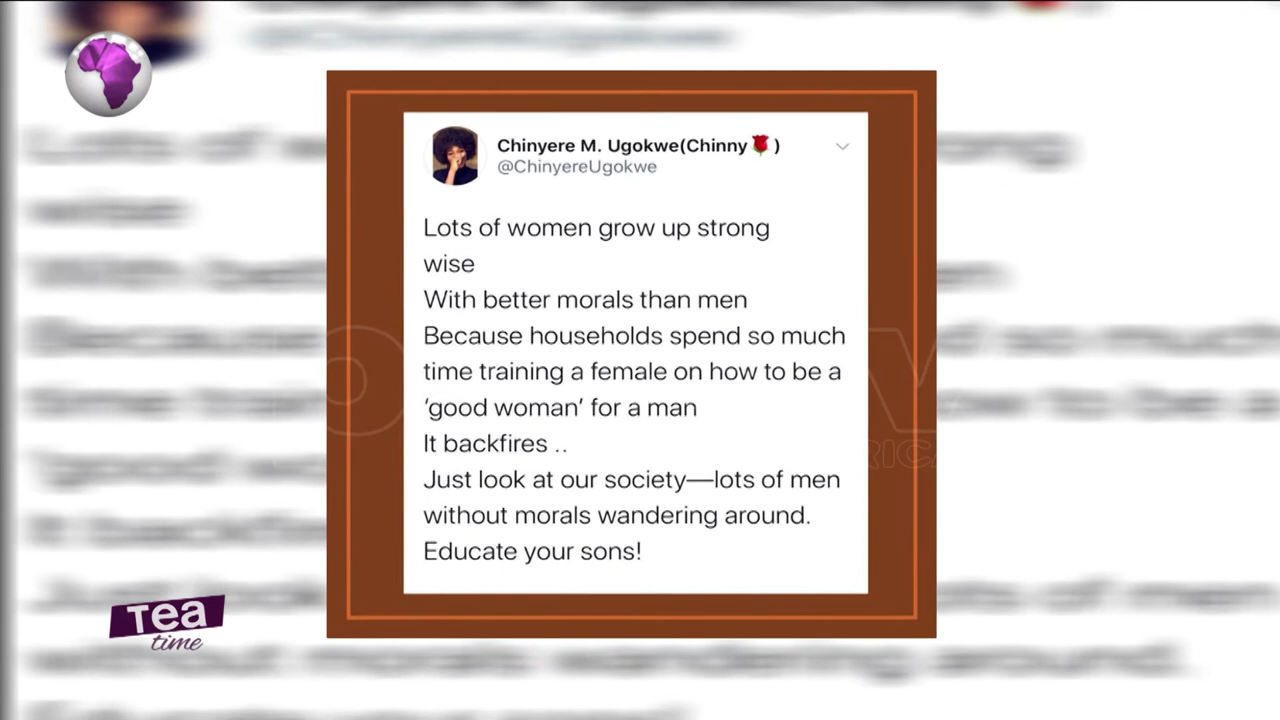 Chinyere M. Ugokwe(Chinny🌹)
@ChinyereUgokwe
Lots of women grow up strong
wise
With better morals than men
Because households spend so much
time training a female on how to be a
‘good woman’ for a man
It backfires ..
Just look at our society—lots of men
without morals wandering around.
Educate your sons!
Tea
time